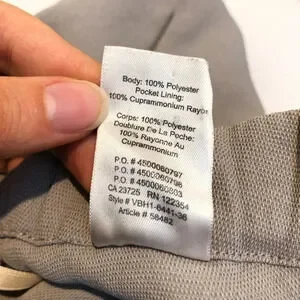 Body: 100% Polyester
Pocket Lining:
100% Cuprammonium Rayon
Corps: 100% Polyester
Doublure De La Poche:
100% Rayonne Au
Cuprammonium
P.O. # 4500060797
P.O. # 4500060798
P.O. # 4500060803
CA 23725 RN 122354
Style # VBH1-6441-36
Article # 58482